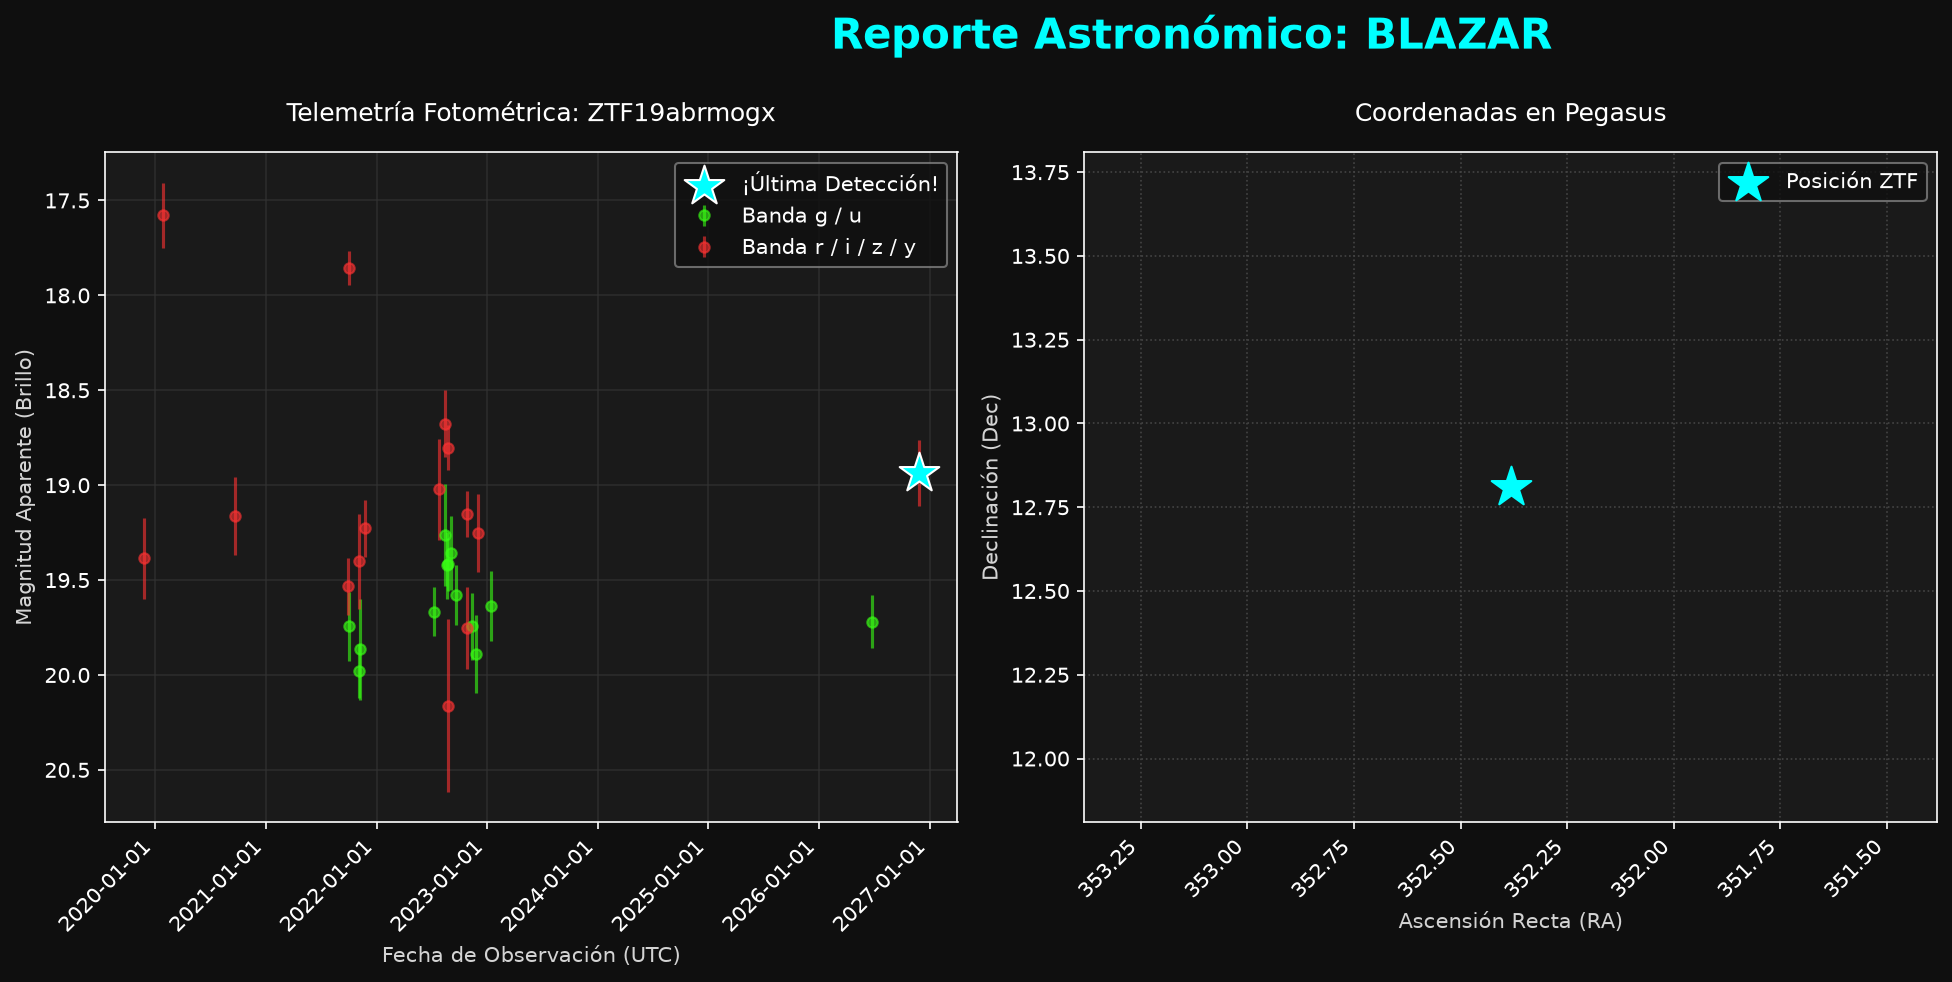 Reporte Astronómico: BLAZAR
Telemetría Fotométrica: ZTF19abrmogx
Magnitud Aparente (Brillo)
17.5
18.0
18.5
19.0
19.5
20.0
20.5
¡Última Detección!
Banda g / u
Banda r / i / z / y
2020-01-01
2021-01-01
2022-01-01
2023-01-01
2024-01-01
2025-01-01
2026-01-01
2027-01-01
Fecha de Observación (UTC)
Coordenadas en Pegasus
Declinación (Dec)
13.75
13.50
13.25
13.00
12.75
12.50
12.25
12.00
Posición ZTF
353.25
353.00
352.75
352.50
352.25
352.00
351.75
351.50
Ascensión Recta (RA)